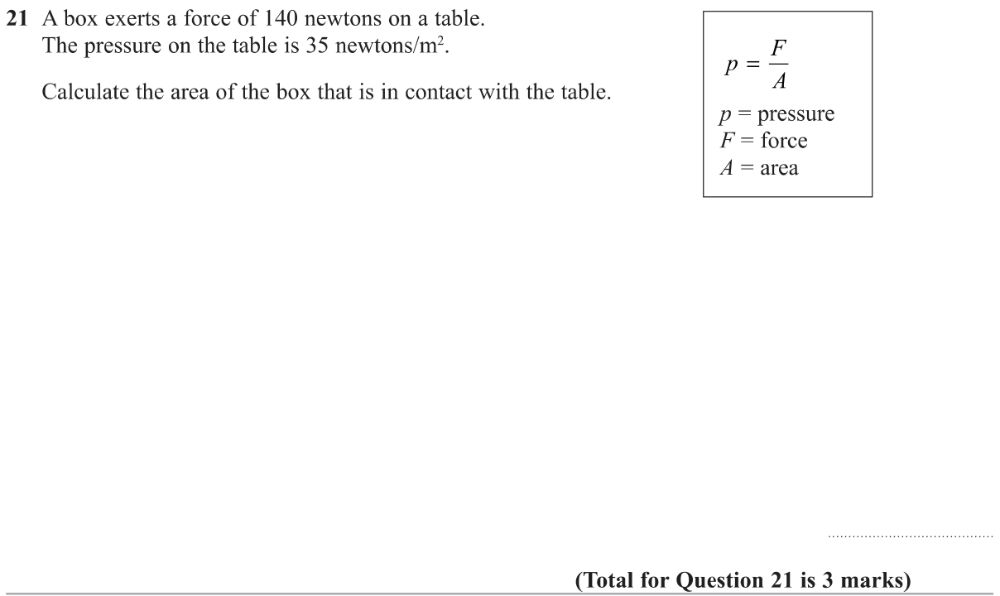 21 A box exerts a force of 140 newtons on a table.
The pressure on the table is 35 newtons/m².
Calculate the area of the box that is in contact with the table.
p = F/A
p = pressure
F = force
A = area
(Total for Question 21 is 3 marks)